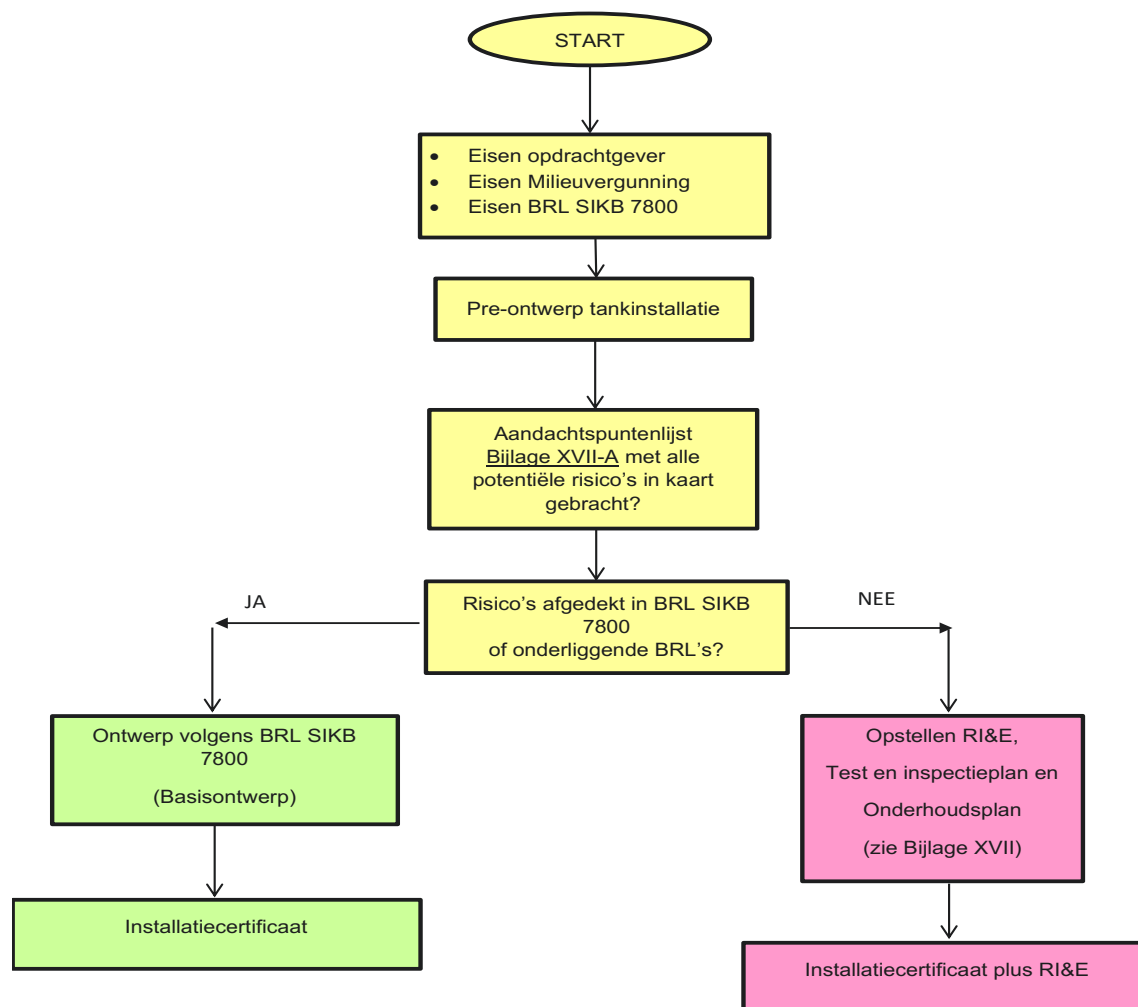 START
• Eisen opdrachtgever
• Eisen Milieuvergunning
• Eisen BRL SIKB 7800
Pre-ontwerp tankinstallatie
Aandachtspuntenlijst
Bijlage XVII-A met alle
potentiële risico's in kaart
gebracht?
Risico's afgedekt in BRL SIKB
7800
of onderliggende BRL's?
JA
NEE
Ontwerp volgens BRL SIKB
7800
(Basisontwerp)
Installatiecertificaat
Opstellen RI&E,
Test en inspectieplan en
Onderhoudsplan
(zie Bijlage XVII)
Installatiecertificaat plus RI&E